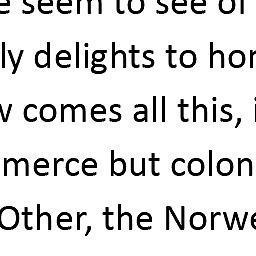 e seem to see of
ly delights to hon
w comes all this, i
merce but colon
Other, the Norwe